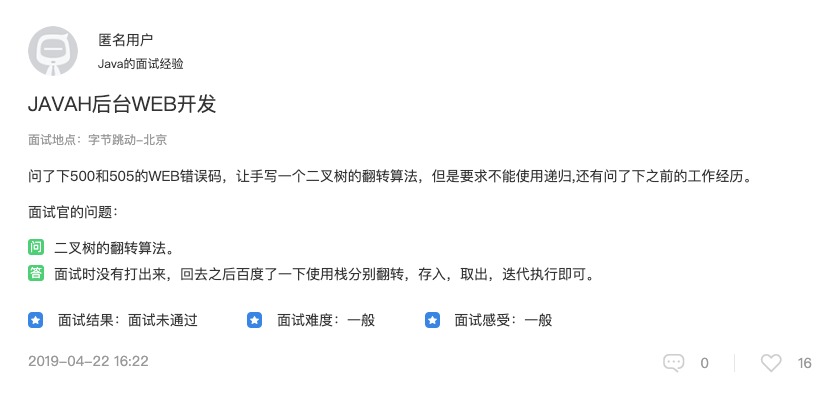 匿名用户
Java的面试经验
JAVAH后台WEB开发
面试地点：字节跳动-北京
问了下500和505的WEB错误码，让手写一个二叉树的翻转算法，但是要求不能使用递归,还有问了下之前的工作经历。
面试官的问题：
问 二叉树的翻转算法。
答 面试时没有打出来，回去之后百度了一下使用栈分别翻转，存入，取出，迭代执行即可。
面试结果：面试未通过 面试难度：一般 面试感受：一般
2019-04-22 16:22 0 16